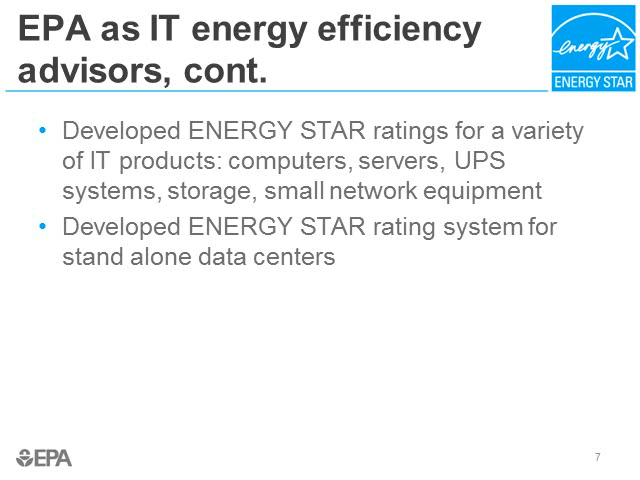 EPA as IT energy efficiency
advisors, cont.
energy
ENERGY STAR
• Developed ENERGY STAR ratings for a variety
of IT products: computers, servers, UPS
systems, storage, small network equipment
• Developed ENERGY STAR rating system for
stand alone data centers
EPA
7